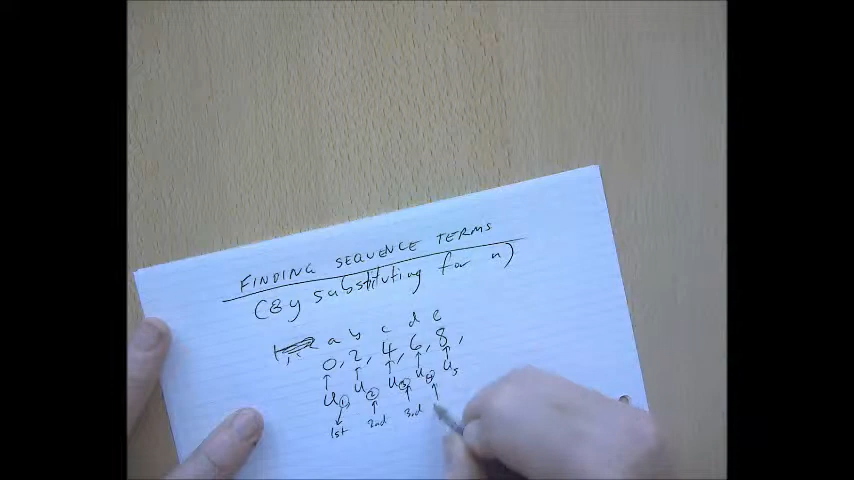 FINDING SEQUENCE TERMS
(By substituting for n)
a b c d e
0, 2, 4, 6, 8,
u1 u2 u3 u4 u5
1st 2nd 3rd